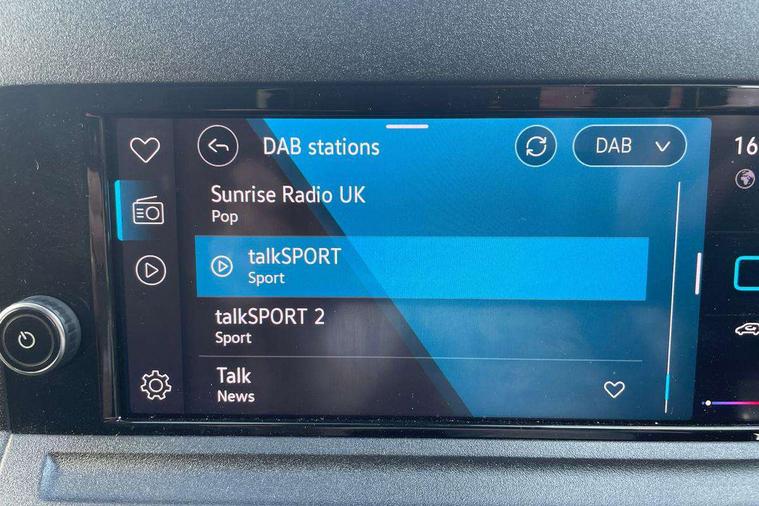 DAB stations
DAB
16
Sunrise Radio UK
Pop
talkSPORT
Sport
talkSPORT 2
Sport
Talk
News